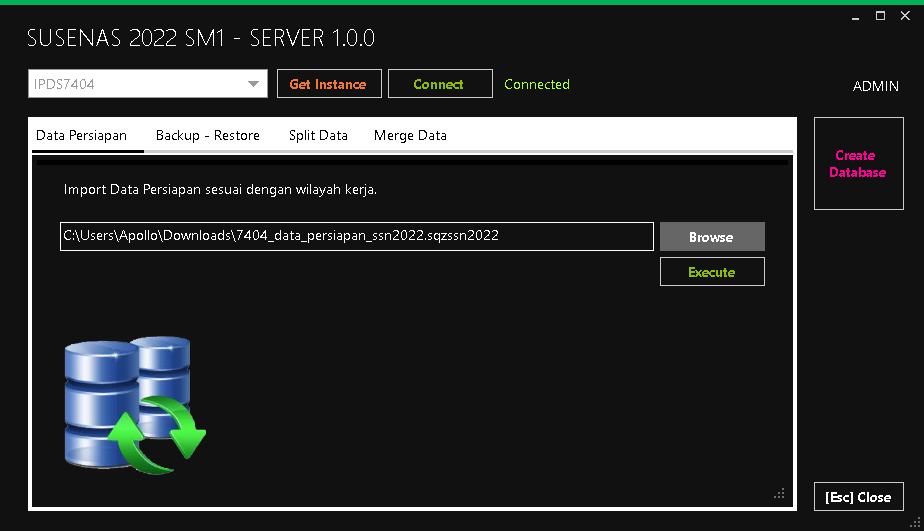 SUSENAS 2022 SM1 - SERVER 1.0.0
IPDS7404 Get Instance Connect Connected
ADMIN
Data Persiapan Backup - Restore Split Data Merge Data
Create
Database
Import Data Persiapan sesuai dengan wilayah kerja.
C:\Users\Apollo\Downloads\7404_data_persiapan_ssn2022.sqzssn2022 Browse
Execute
[Esc] Close